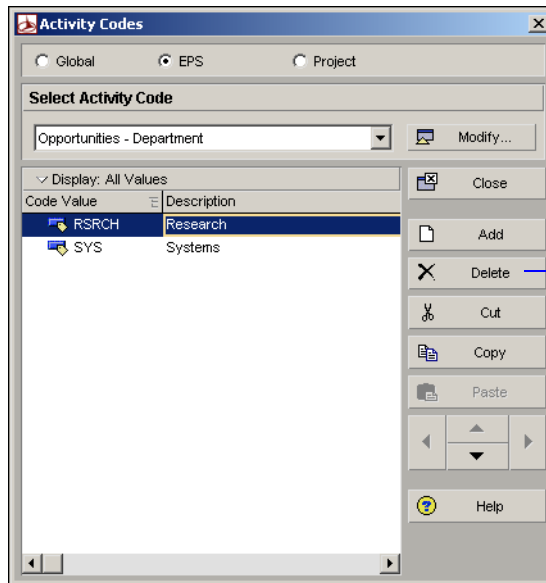 Activity Codes
Global EPS Project
Select Activity Code
Opportunities - Department
Modify...
Display: All Values
Close
Code Value Description
RSRCH Research
SYS Systems
Add
Delete
Cut
Copy
Paste
Help